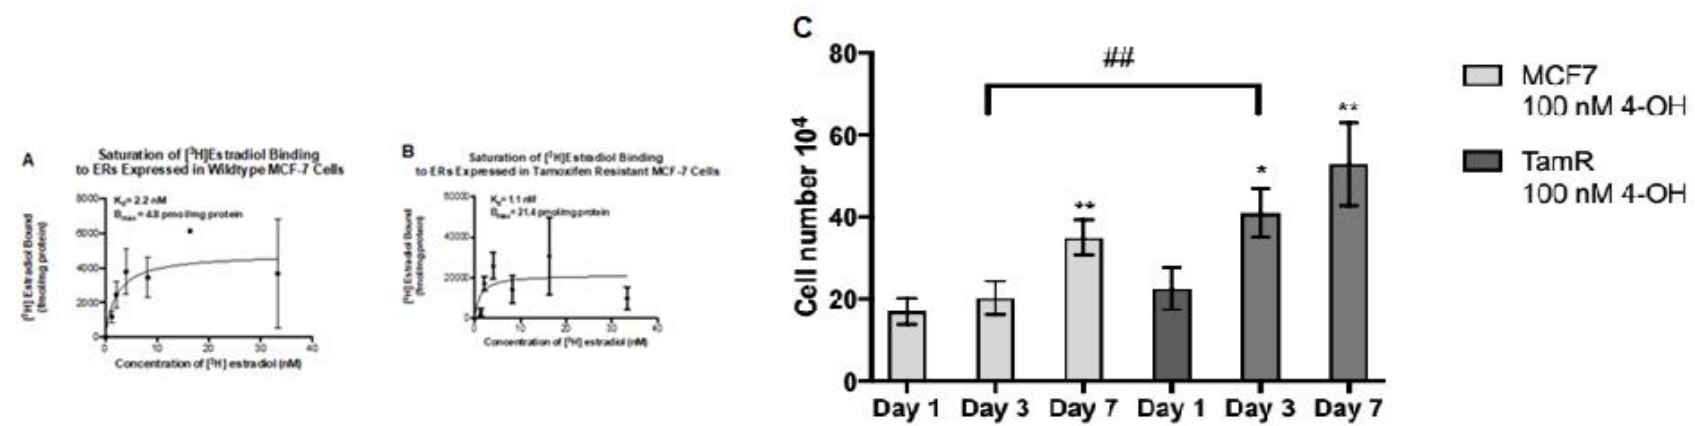 A
Saturation of [³H]Estradiol Binding
to ERs Expressed in Wildtype MCF-7 Cells
K_d= 2.2 nM
B_max = 4.8 pmol/mg protein
[³H] Estradiol Bound
(fmol/mg protein)
8000
6000
4000
2000
0
0 10 20 30 40
Concentration of [³H] estradiol (nM)
B
Saturation of [³H]Estradiol Binding
to ERs Expressed in Tamoxifen Resistant MCF-7 Cells
K_d= 1.1 nM
B_max = 21.4 pmol/mg protein
[³H] Estradiol Bound
(fmol/mg protein)
60000
40000
20000
0
0 10 20 30 40
Concentration of [³H] estradiol (nM)
C
##
Cell number 10⁴
80
60
40
20
0
** * **
Day 1 Day 3 Day 7 Day 1 Day 3 Day 7
MCF7
100 nM 4-OH
TamR
100 nM 4-OH